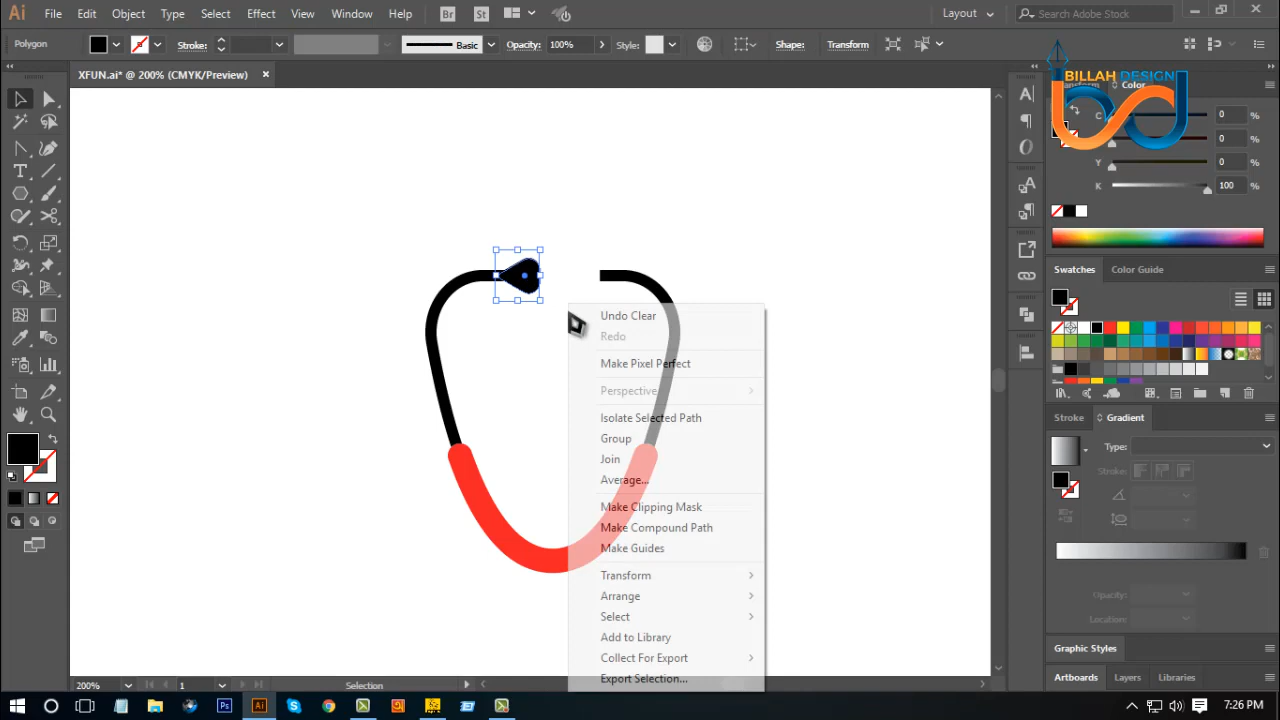 Ai File Edit Object Type Select Effect View Window Help Br St Layout Search Adobe Stock
Polygon Stroke: Basic Opacity: 100% Style: Shape: Transform
XFUN.ai* @ 200% (CMYK/Preview) ×
BILLAH DESIGN
Color
C 0 %
0 %
Y 0 %
K 100 %
Swatches Color Guide
Undo Clear
Redo
Make Pixel Perfect
Perspective
Isolate Selected Path
Group
Join
Average...
Make Clipping Mask
Make Compound Path
Make Guides
Transform
Arrange
Select
Add to Library
Collect For Export
Export Selection...
Stroke Gradient
Type:
Stroke:
Opacity:
Location:
Graphic Styles
Artboards Layers Libraries
200% 1 Selection
Ps Ai 7:26 PM